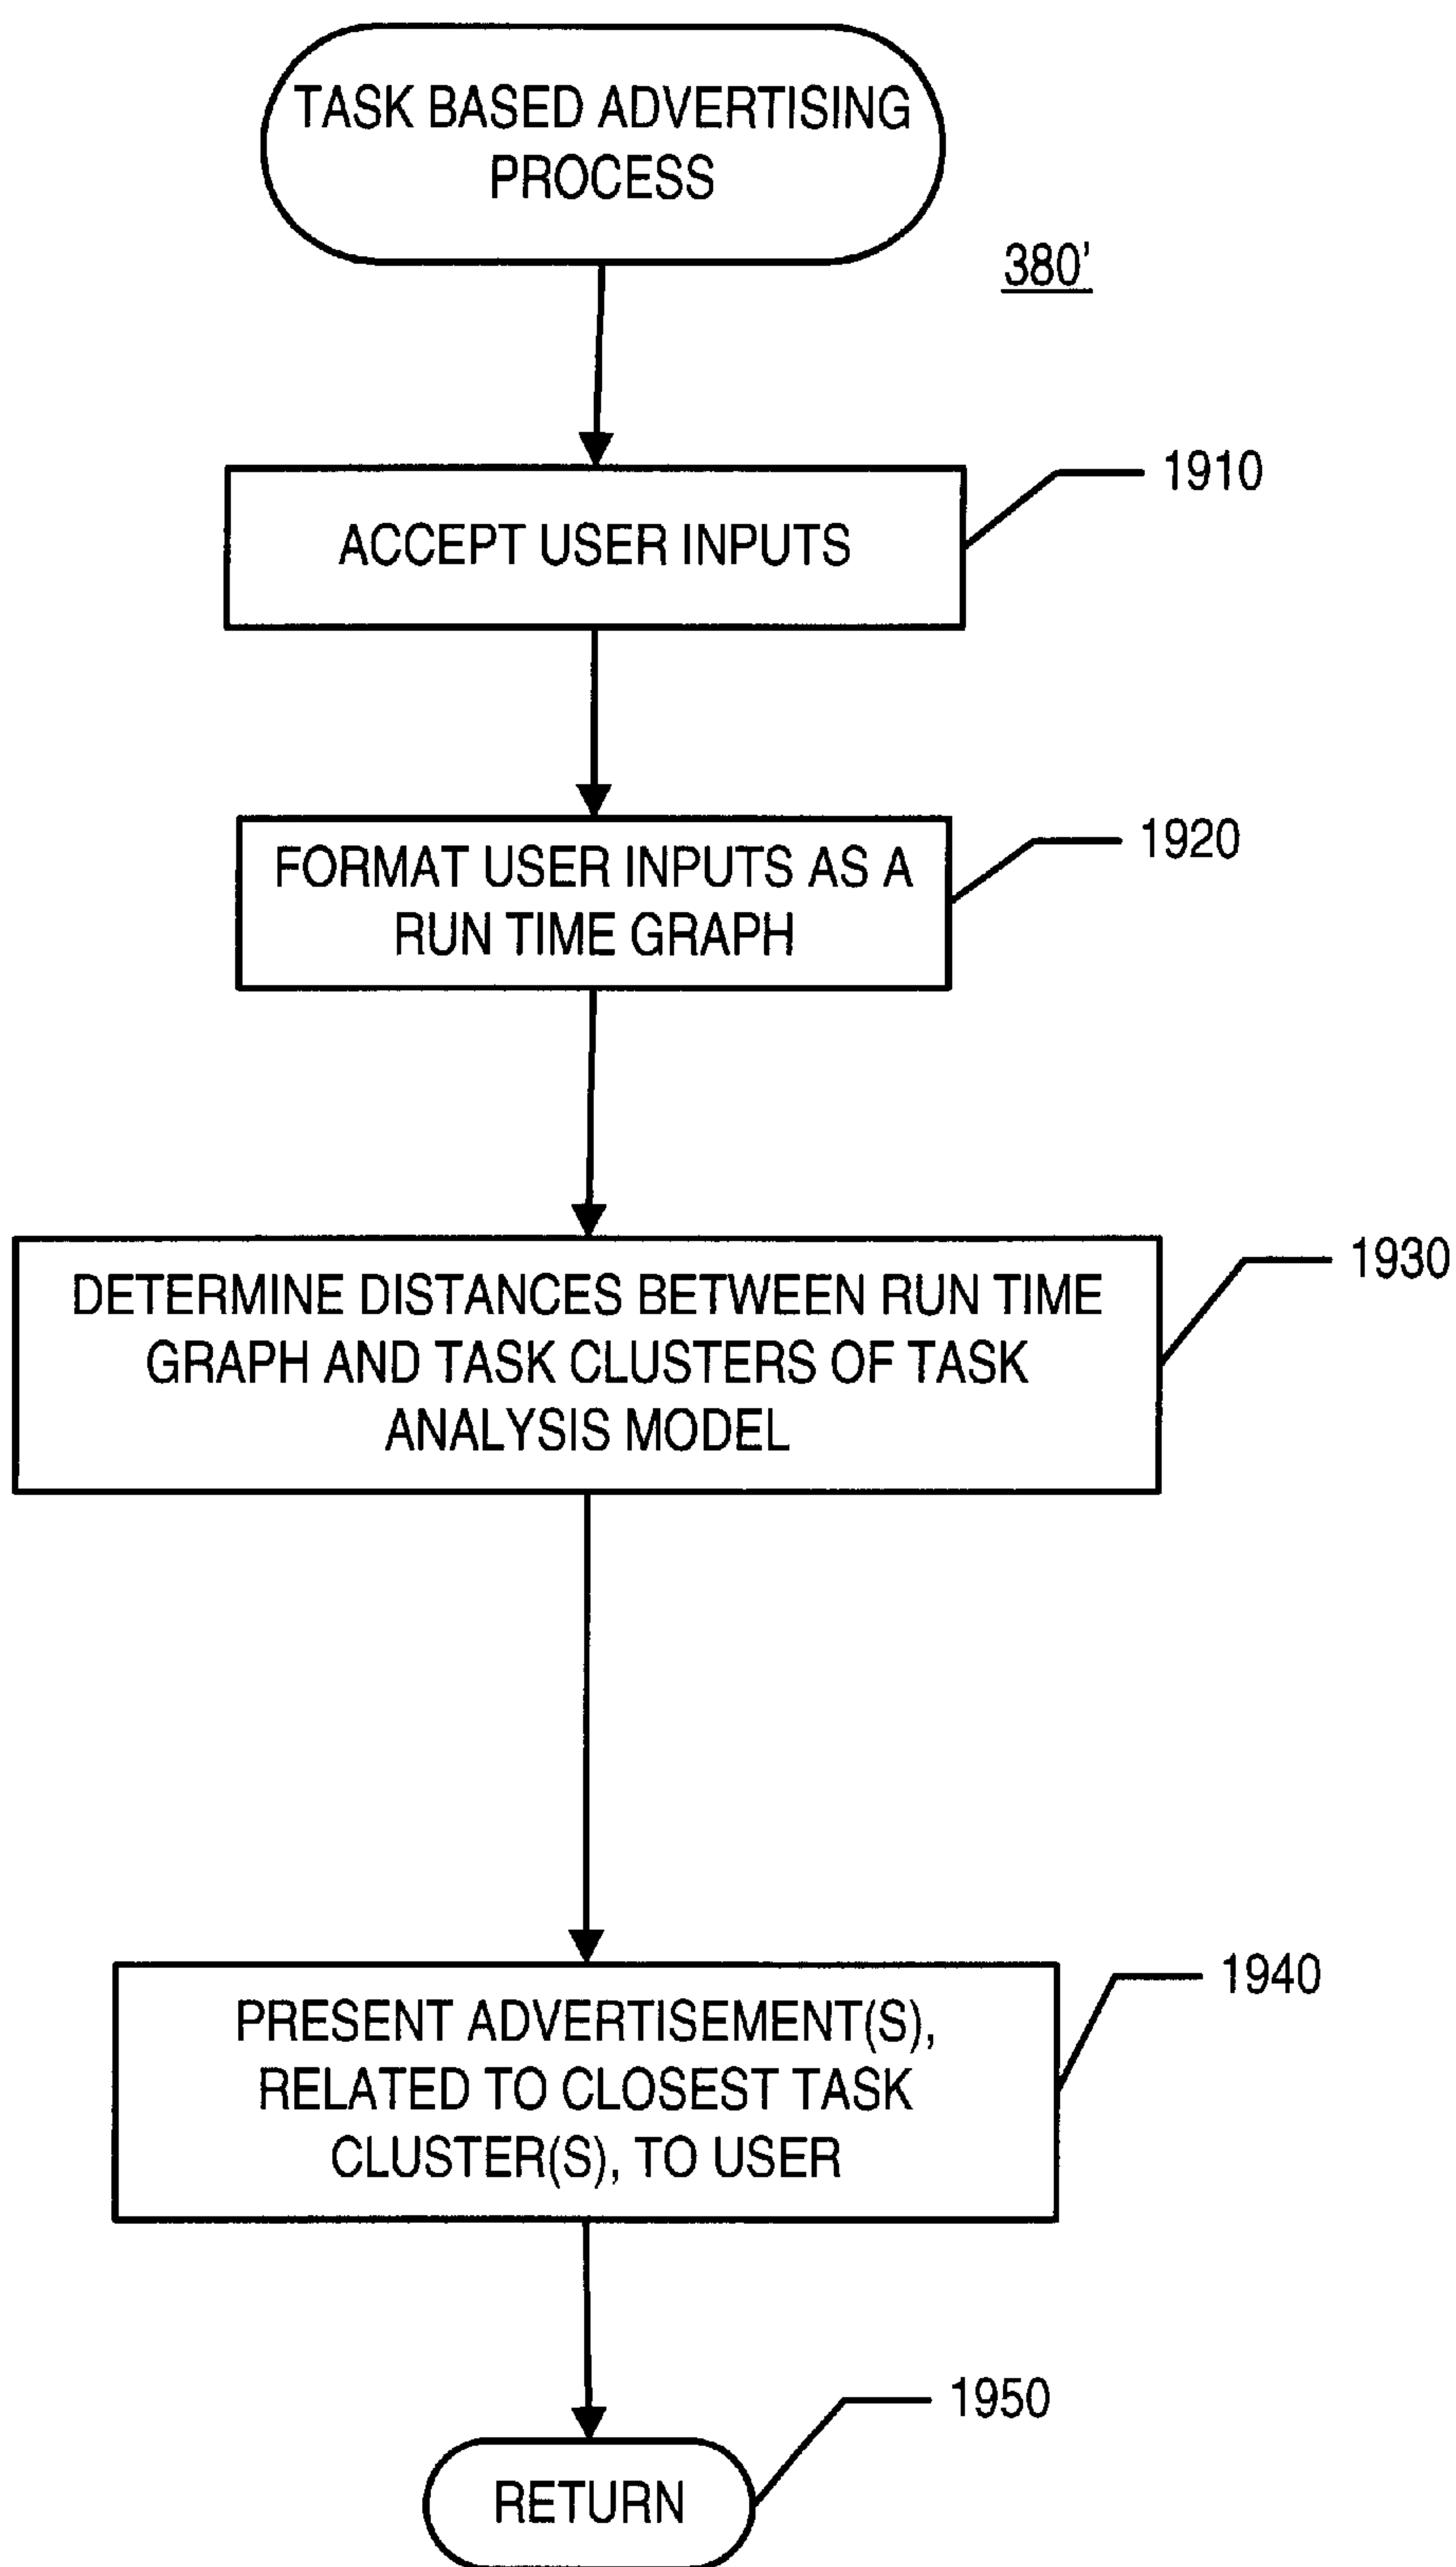 TASK BASED ADVERTISING
PROCESS
380'
1910
ACCEPT USER INPUTS
1920
FORMAT USER INPUTS AS A
RUN TIME GRAPH
1930
DETERMINE DISTANCES BETWEEN RUN TIME
GRAPH AND TASK CLUSTERS OF TASK
ANALYSIS MODEL
1940
PRESENT ADVERTISEMENT(S),
RELATED TO CLOSEST TASK
CLUSTER(S), TO USER
1950
RETURN